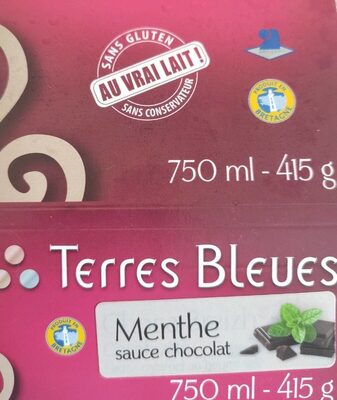 SANS GLUTEN
AU VRAI LAIT !
SANS CONSERVATEUR
PRODUIT EN
BRETAGNE
750 ml - 415 g
TERRES BLEUES
PRODUIT EN
BRETAGNE
Menthe
sauce chocolat
750 ml - 415 g